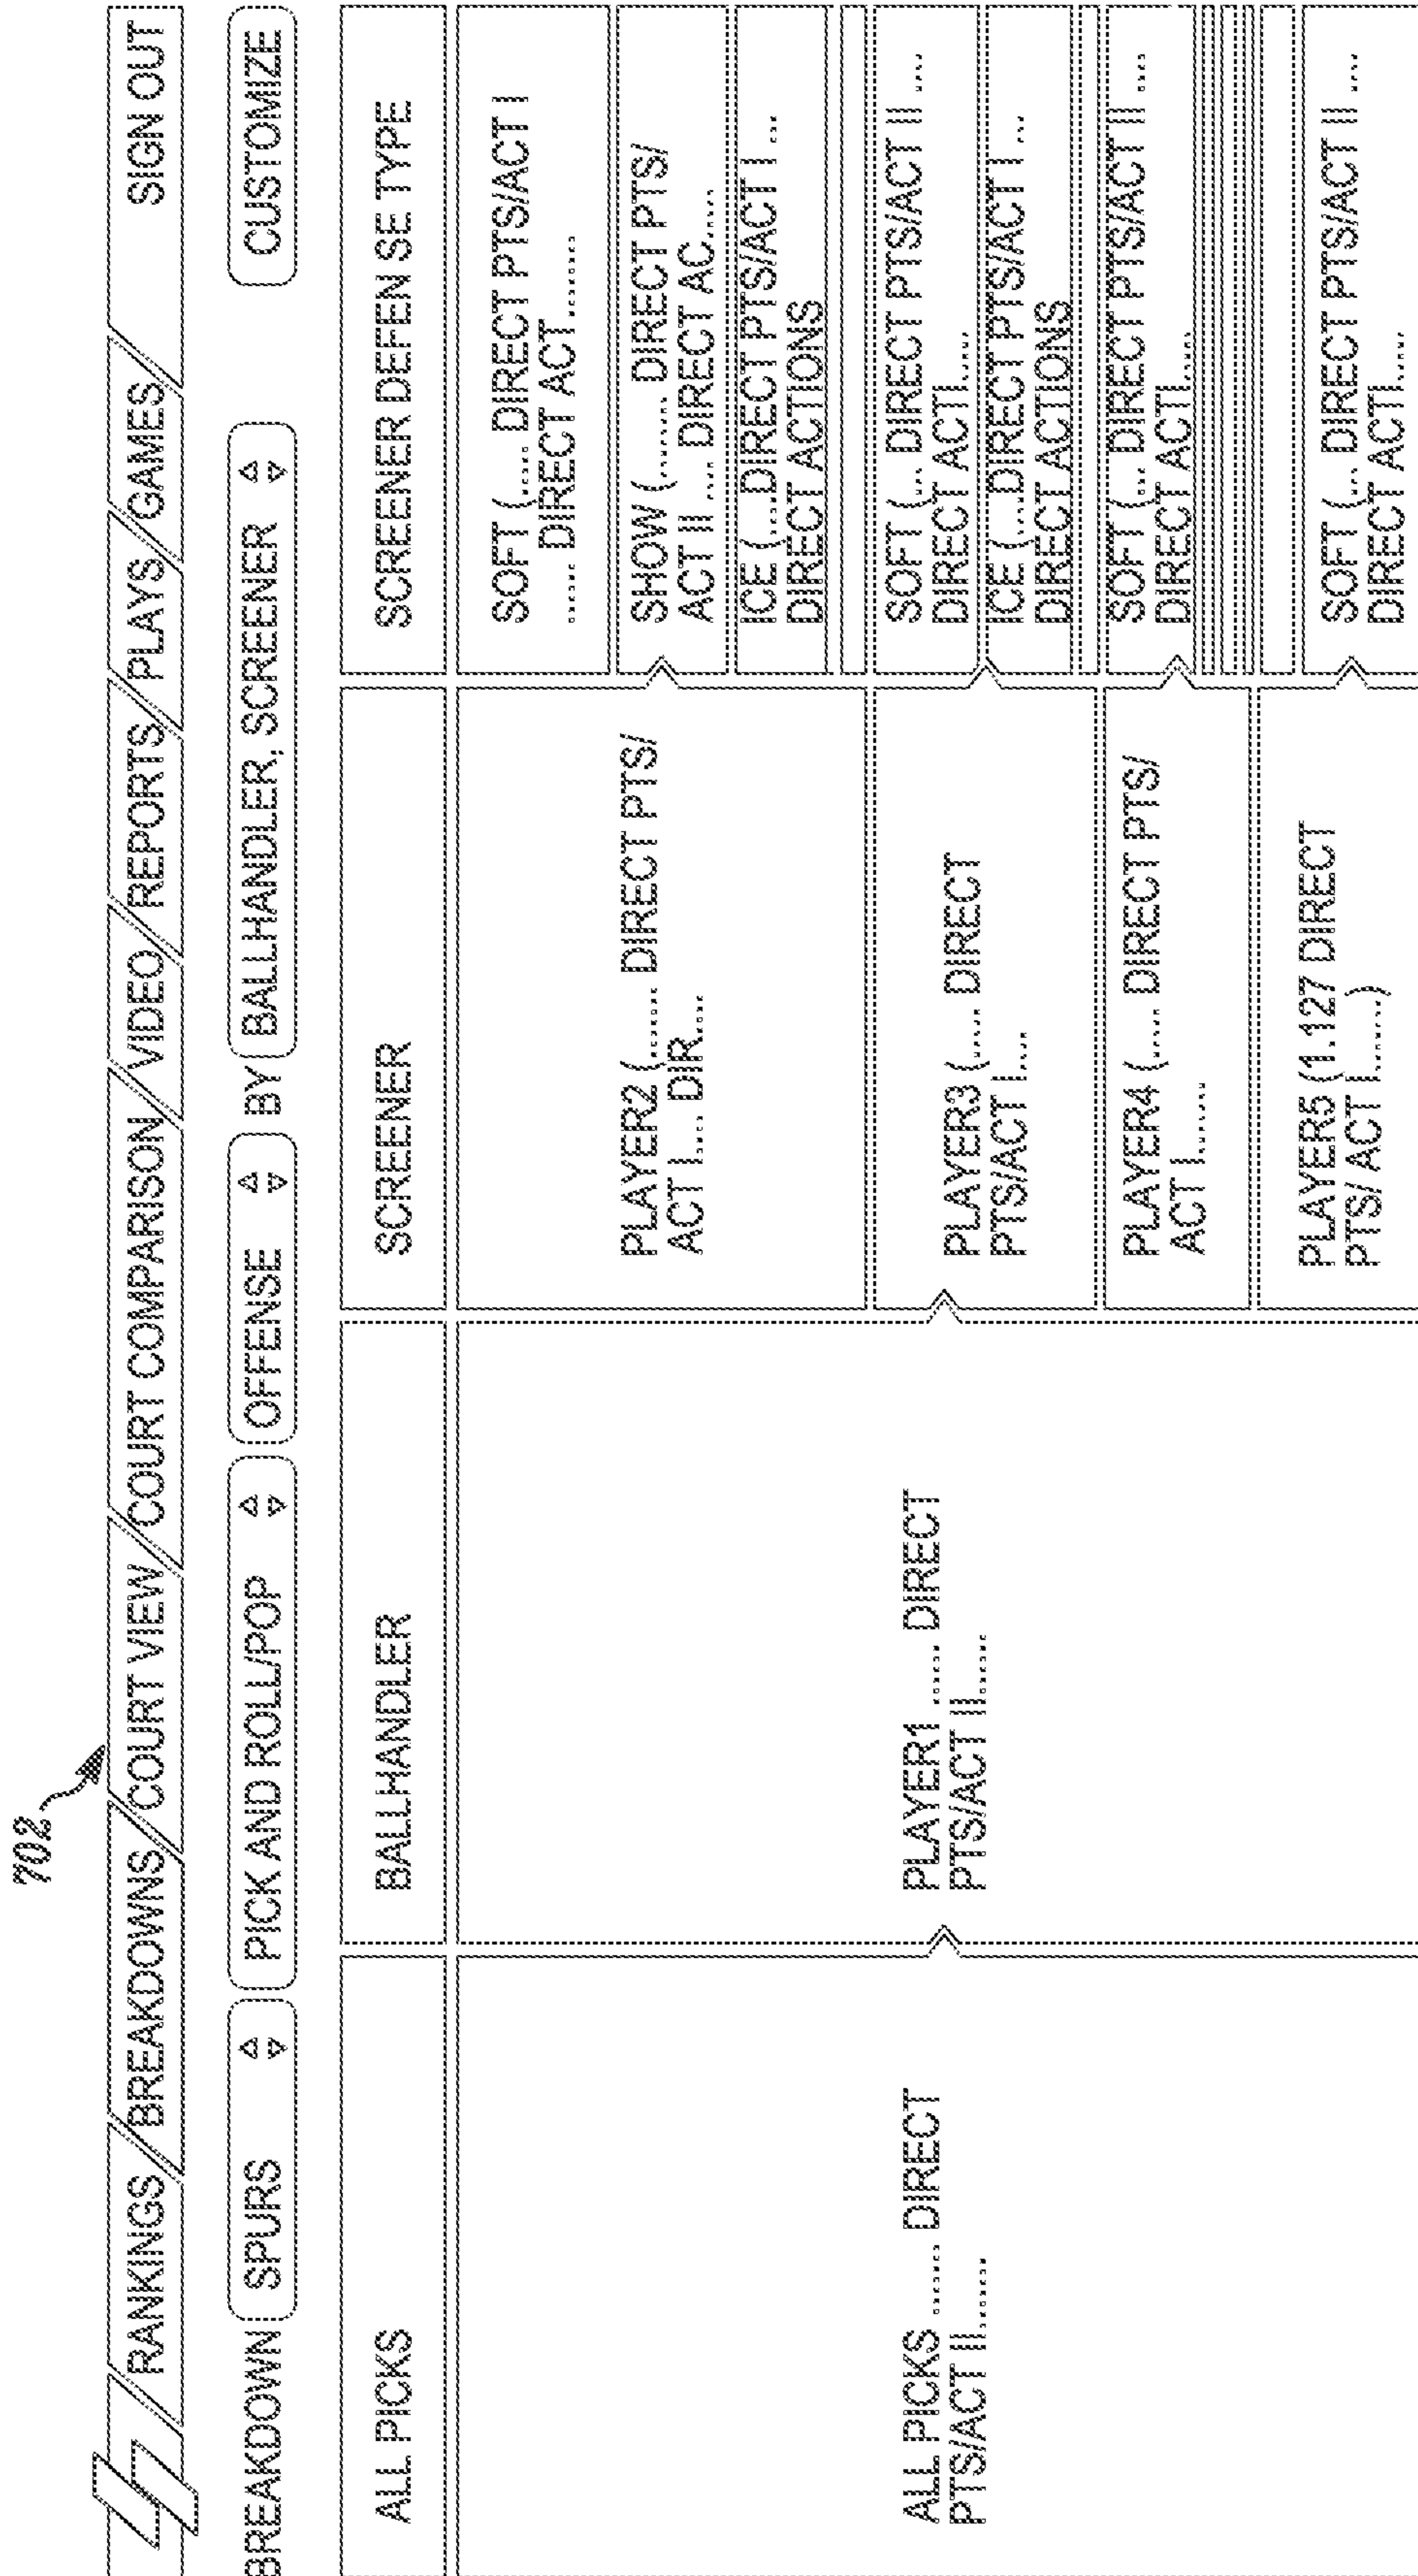 702
RANKINGS BREAKDOWNS COURT VIEW COURT COMPARISON VIDEO REPORTS PLAYS GAMES SIGN OUT
BREAKDOWN SPURS PICK AND ROLL/POP OFFENSE BY BALLHANDLER, SCREENER CUSTOMIZE
ALL PICKS BALLHANDLER SCREENER SCREENER DEFEN SE TYPE
ALL PICKS ....... DIRECT
PTS/ACT II.......
PLAYER1 ...... DIRECT
PTS/ACT II......
PLAYER2 (...... DIRECT PTS/
ACT I.... DIR....
PLAYER3 (..... DIRECT
PTS/ACT I....
PLAYER4 (..... DIRECT PTS/
ACT I.......
PLAYER5 (1.127 DIRECT
PTS/ ACT I.......)
SOFT (..... DIRECT PTS/ACT I
...... DIRECT ACT........
SHOW (....... DIRECT PTS/
ACT II .... DIRECT AC.....
ICE (....DIRECT PTS/ACT I ...
DIRECT ACTIONS
SOFT (... DIRECT PTS/ACT II ....
DIRECT ACTI.....
ICE (....DIRECT PTS/ACT I ...
DIRECT ACTIONS
SOFT (... DIRECT PTS/ACT II ....
DIRECT ACTI.....
SOFT (... DIRECT PTS/ACT II ....
DIRECT ACTI.....